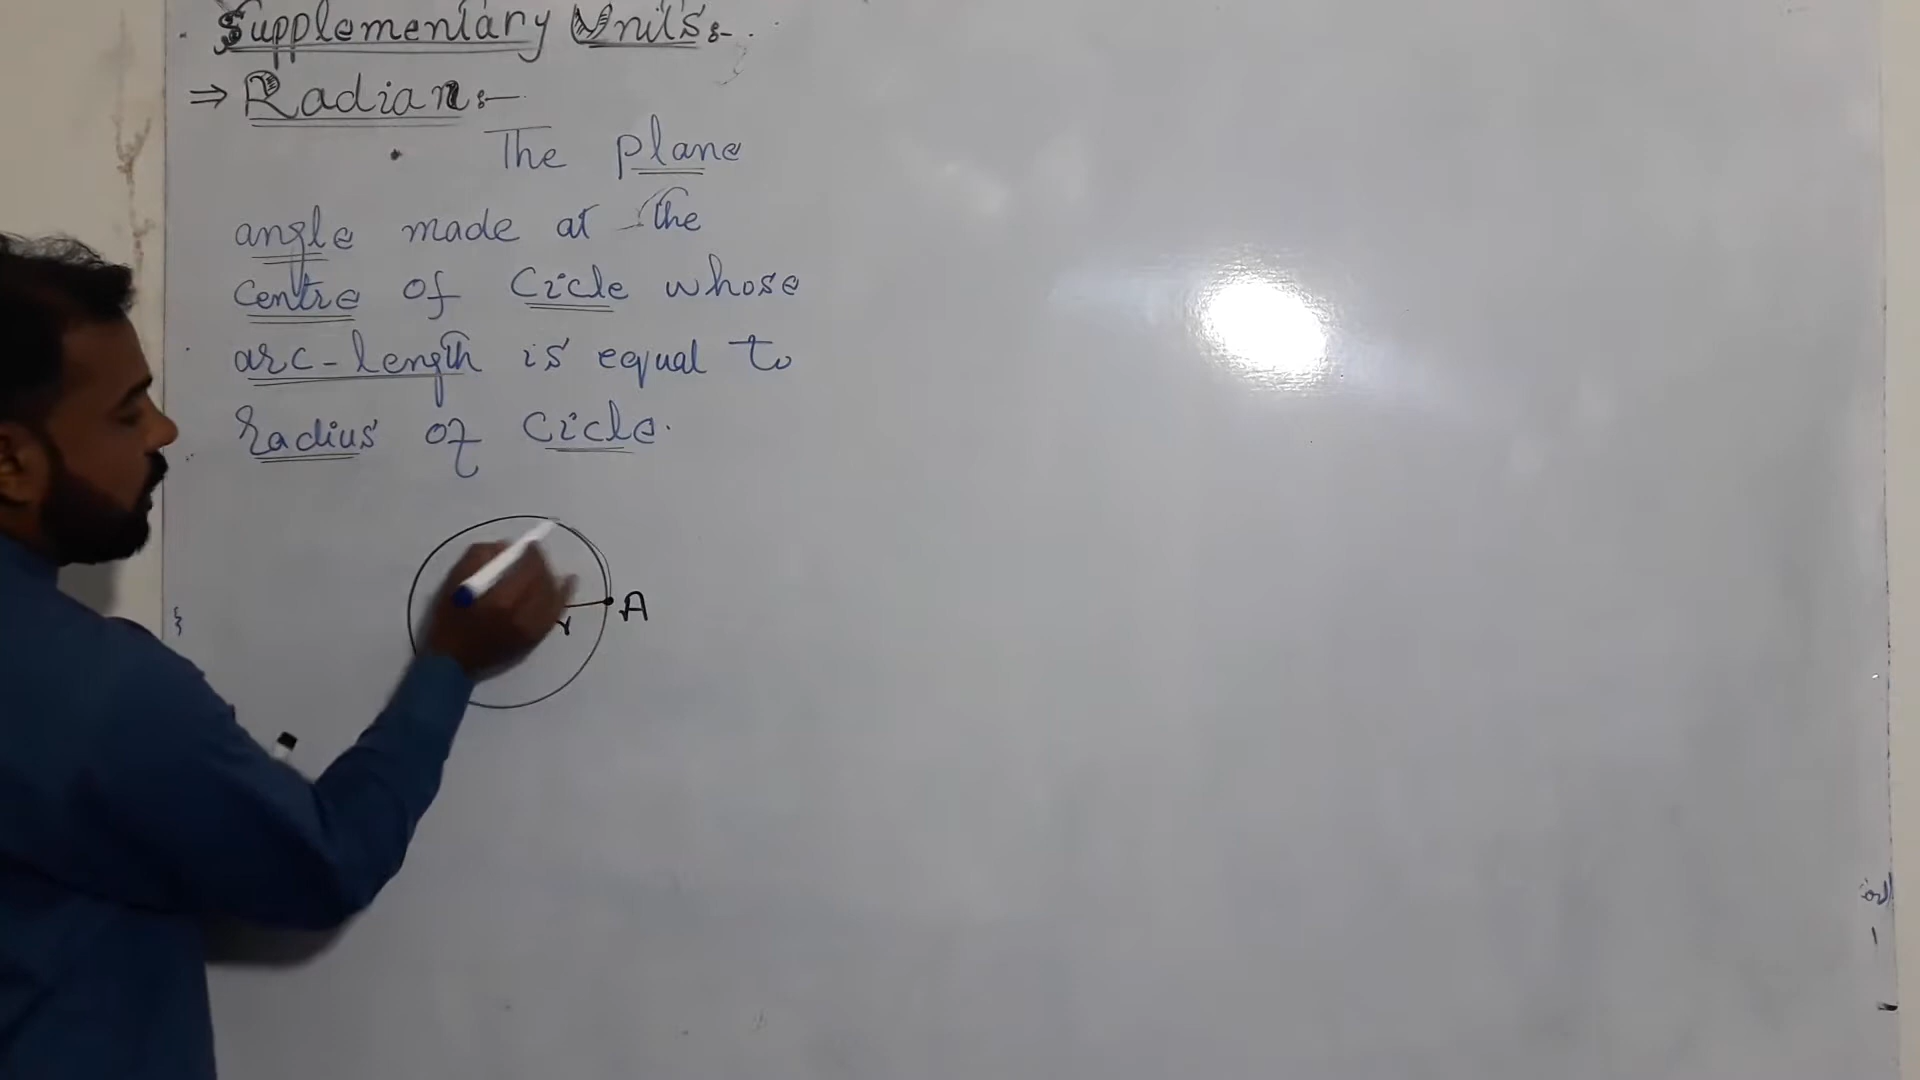 Supplementary Units:-
⇒ Radian:-
The plane
angle made at the
Centre of Cicle whose
arc-length is equal to
Radius of Cicle.
A
r